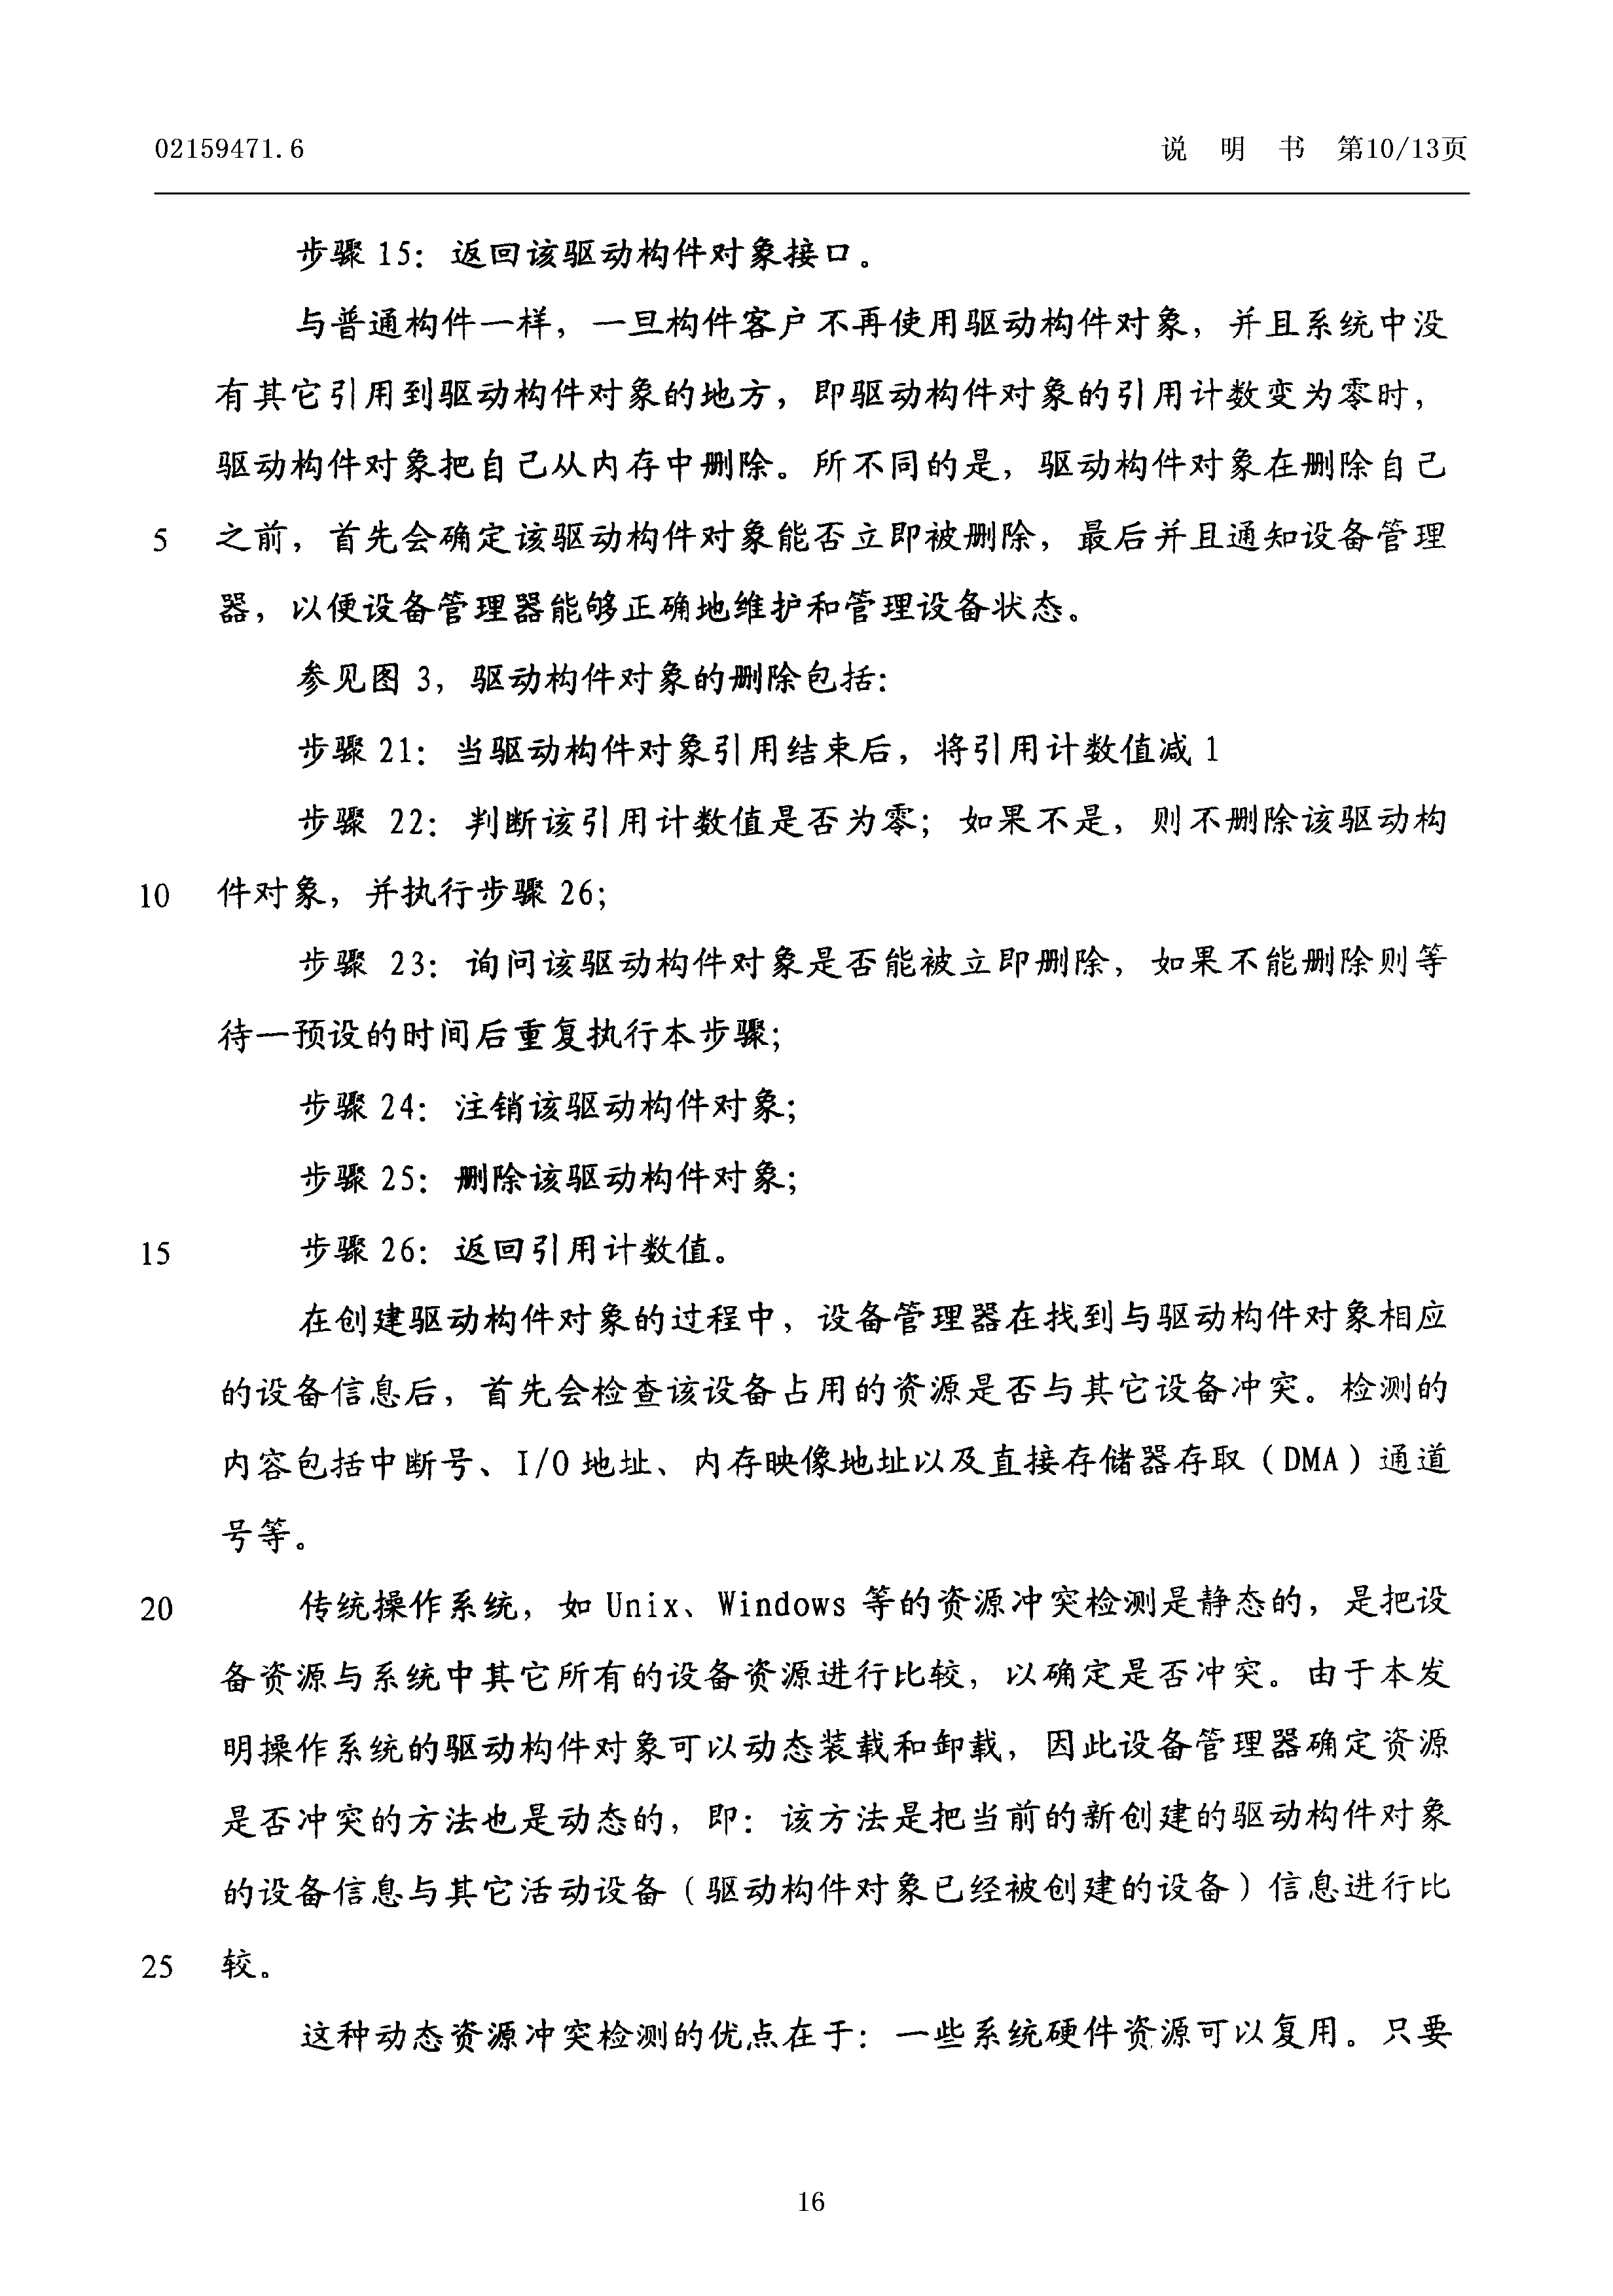 02159471.6 说 明 书 第10/13页
步骤 15：返回该驱动构件对象接口。
与普通构件一样，一旦构件客户不再使用驱动构件对象，并且系统中没
有其它引用到驱动构件对象的地方，即驱动构件对象的引用计数变为零时，
驱动构件对象把自己从内存中删除。所不同的是，驱动构件对象在删除自己
5 之前，首先会确定该驱动构件对象能否立即被删除，最后并且通知设备管理
器，以便设备管理器能够正确地维护和管理设备状态。
参见图 3，驱动构件对象的删除包括：
步骤 21：当驱动构件对象引用结束后，将引用计数值减 1
步骤 22：判断该引用计数值是否为零；如果不是，则不删除该驱动构
10 件对象，并执行步骤 26；
步骤 23：询问该驱动构件对象是否能被立即删除，如果不能删除则等
待一预设的时间后重复执行本步骤；
步骤 24：注销该驱动构件对象；
步骤 25：删除该驱动构件对象；
15 步骤 26：返回引用计数值。
在创建驱动构件对象的过程中，设备管理器在找到与驱动构件对象相应
的设备信息后，首先会检查该设备占用的资源是否与其它设备冲突。检测的
内容包括中断号、I/O 地址、内存映像地址以及直接存储器存取（DMA）通道
号等。
20 传统操作系统，如 Unix、Windows 等的资源冲突检测是静态的，是把设
备资源与系统中其它所有的设备资源进行比较，以确定是否冲突。由于本发
明操作系统的驱动构件对象可以动态装载和卸载，因此设备管理器确定资源
是否冲突的方法也是动态的，即：该方法是把当前的新创建的驱动构件对象
的设备信息与其它活动设备（驱动构件对象已经被创建的设备）信息进行比
25 较。
这种动态资源冲突检测的优点在于：一些系统硬件资源可以复用。只要
16